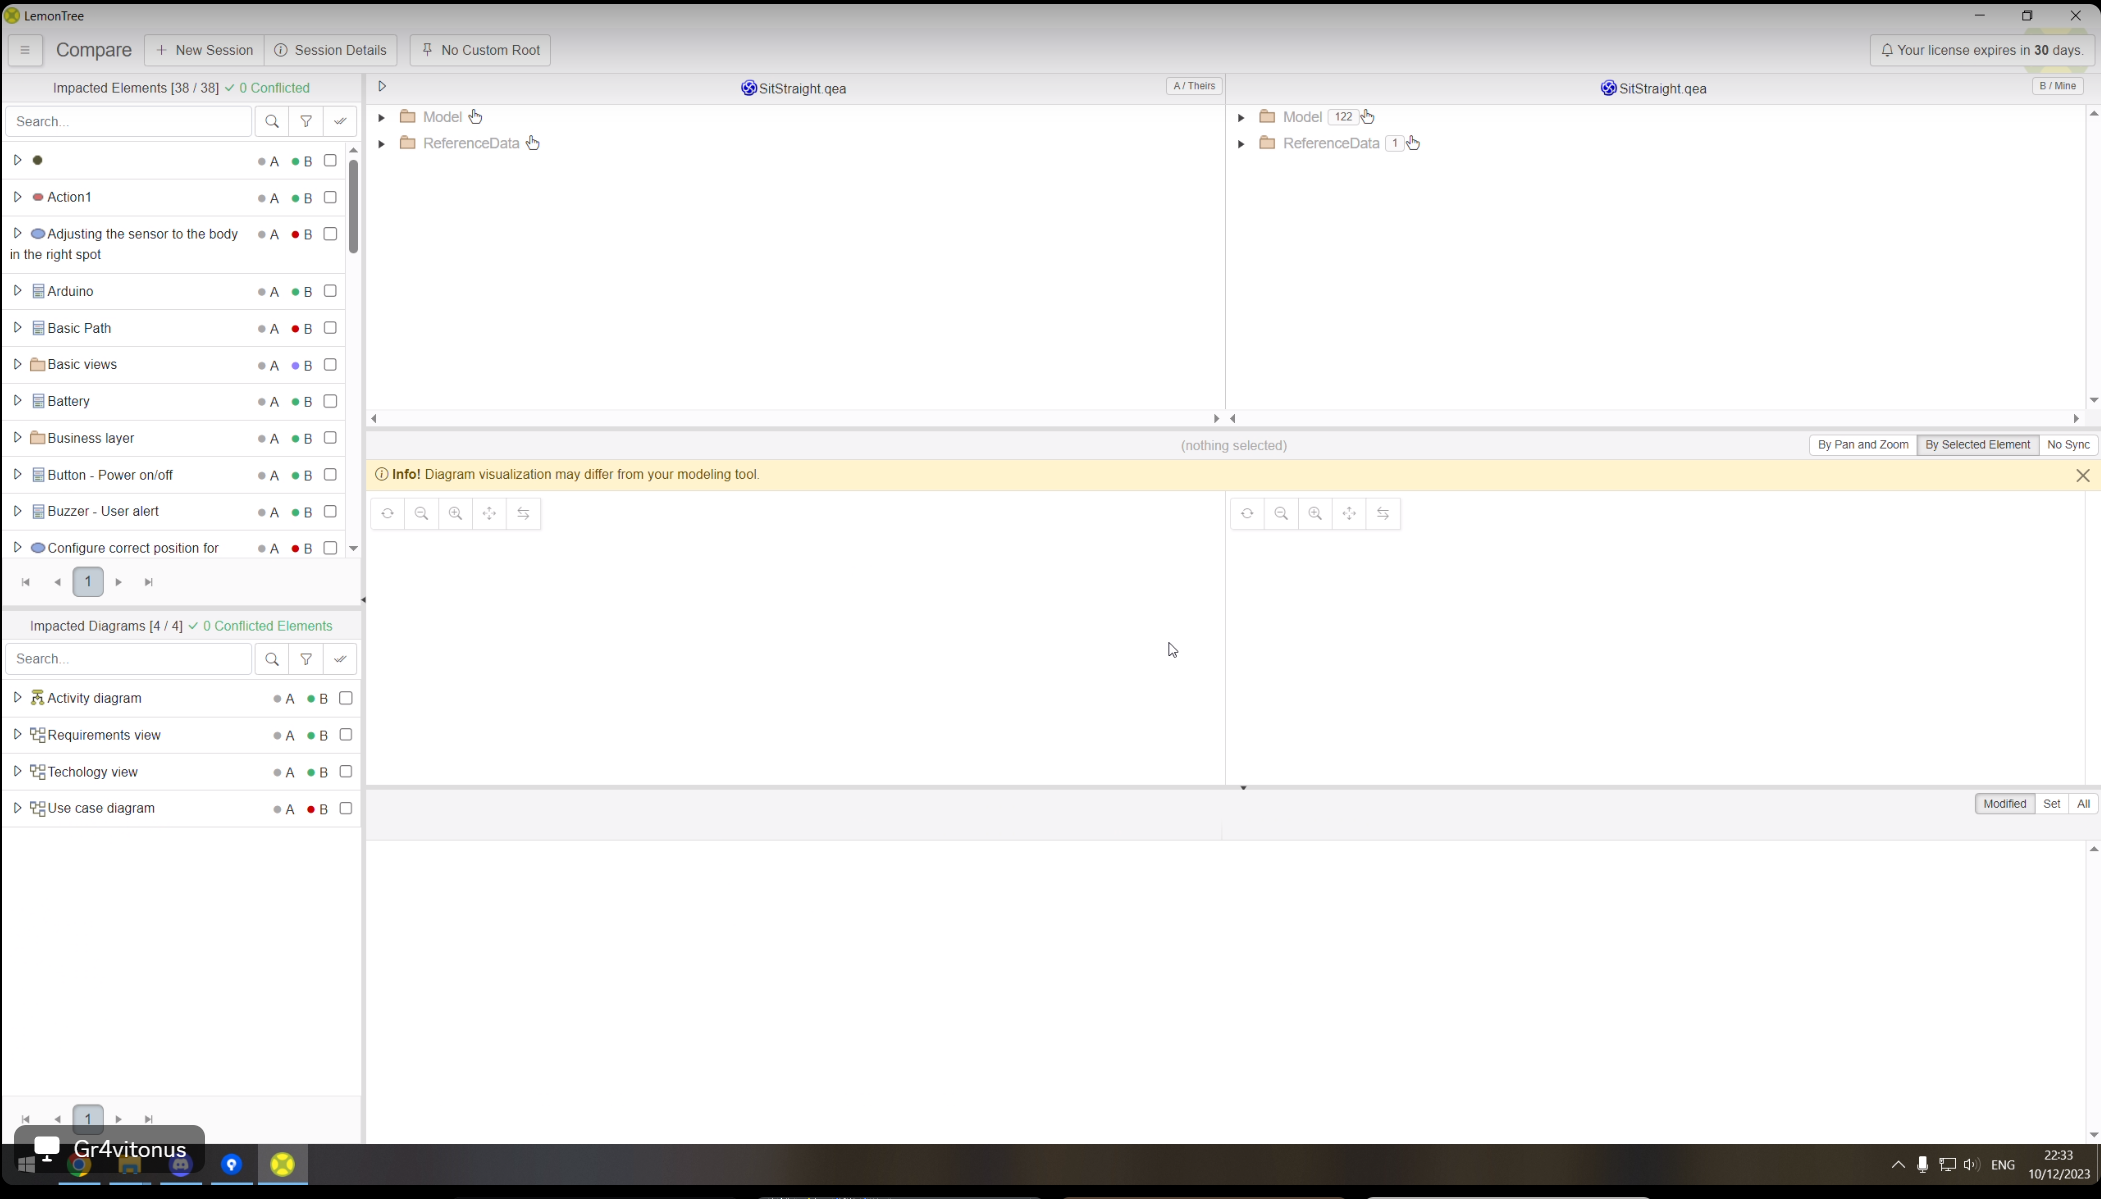 LemonTree
Compare
New Session
Session Details
No Custom Root
Your license expires in 30 days.
Impacted Elements [38 / 38] 0 Conflicted
Search...
Action1 A B
Adjusting the sensor to the body A B
in the right spot
Arduino A B
Basic Path A B
Basic views A B
Battery A B
Business layer A B
Button - Power on/off A B
Buzzer - User alert A B
Configure correct position for A B
1
Impacted Diagrams [4 / 4] 0 Conflicted Elements
Search...
Activity diagram A B
Requirements view A B
Techology view A B
Use case diagram A B
1
SitStraight.qea
A / Theirs
Model
ReferenceData
SitStraight.qea
B / Mine
Model 122
ReferenceData 1
(nothing selected)
By Pan and Zoom
By Selected Element
No Sync
Info! Diagram visualization may differ from your modeling tool.
Modified
Set
All
Gr4vitonus
ENG
22:33
10/12/2023